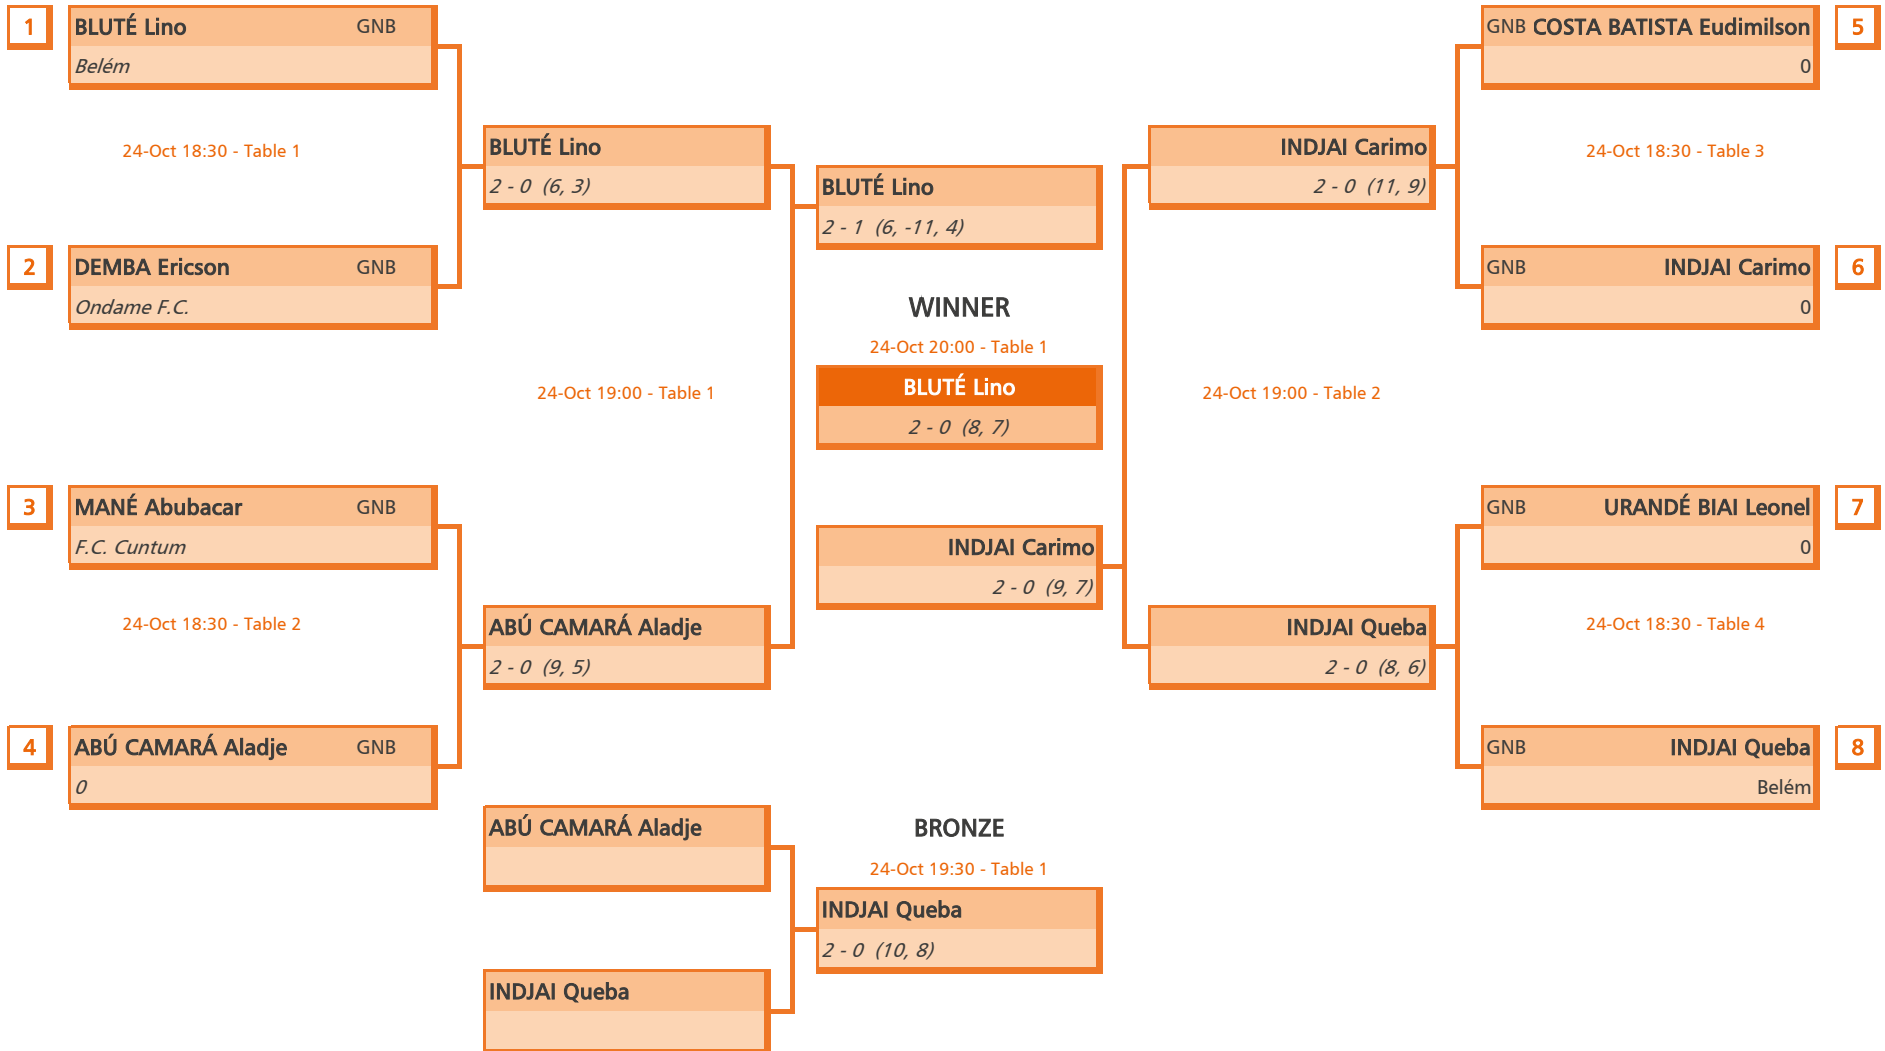 1
BLUTÉ Lino GNB
Belém
24-Oct 18:30 - Table 1
2
DEMBA Ericson GNB
Ondame F.C.
3
MANÉ Abubacar GNB
F.C. Cuntum
24-Oct 18:30 - Table 2
4
ABÚ CAMARÁ Aladje GNB
0
BLUTÉ Lino
2 - 0 (6, 3)
24-Oct 19:00 - Table 1
ABÚ CAMARÁ Aladje
2 - 0 (9, 5)
BLUTÉ Lino
2 - 1 (6, -11, 4)
WINNER
24-Oct 20:00 - Table 1
BLUTÉ Lino
2 - 0 (8, 7)
INDJAI Carimo
2 - 0 (9, 7)
INDJAI Carimo
2 - 0 (11, 9)
24-Oct 19:00 - Table 2
INDJAI Queba
2 - 0 (8, 6)
GNB COSTA BATISTA Eudimilson
0
5
24-Oct 18:30 - Table 3
GNB INDJAI Carimo
0
6
GNB URANDÉ BIAI Leonel
0
7
24-Oct 18:30 - Table 4
GNB INDJAI Queba
Belém
8
ABÚ CAMARÁ Aladje
INDJAI Queba
BRONZE
24-Oct 19:30 - Table 1
INDJAI Queba
2 - 0 (10, 8)